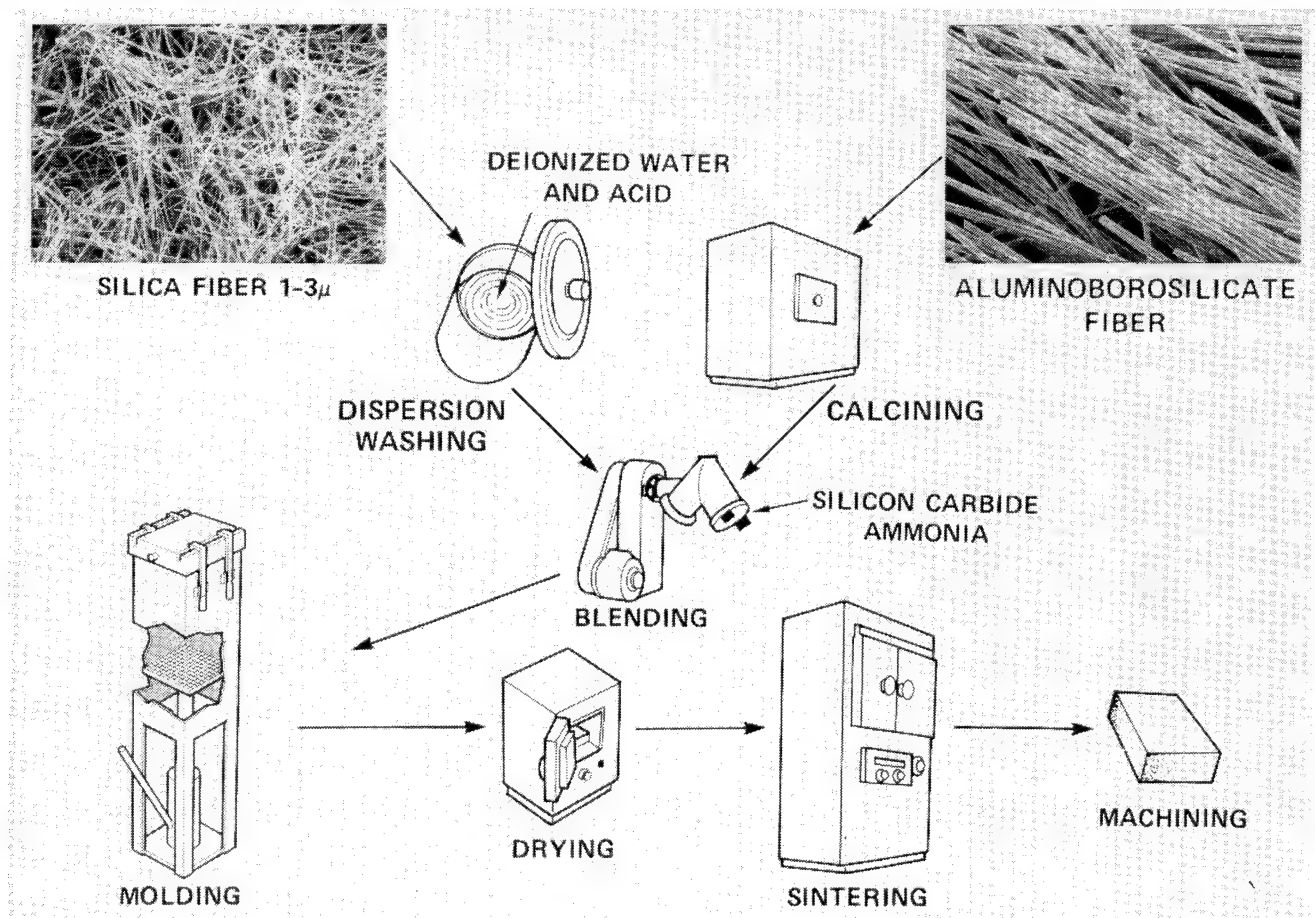 DEIONIZED WATER
AND ACID
SILICA FIBER 1-3μ
ALUMINOBOROSILICATE
FIBER
DISPERSION
WASHING
CALCINING
SILICON CARBIDE
AMMONIA
BLENDING
MOLDING
DRYING
SINTERING
MACHINING